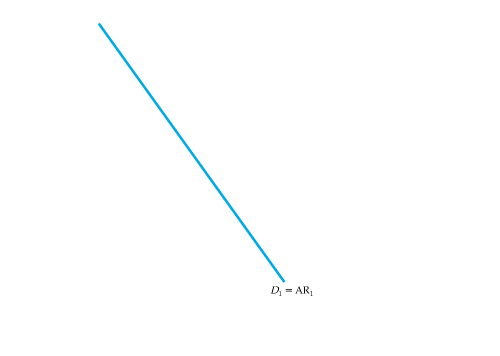 D₁ = AR₁